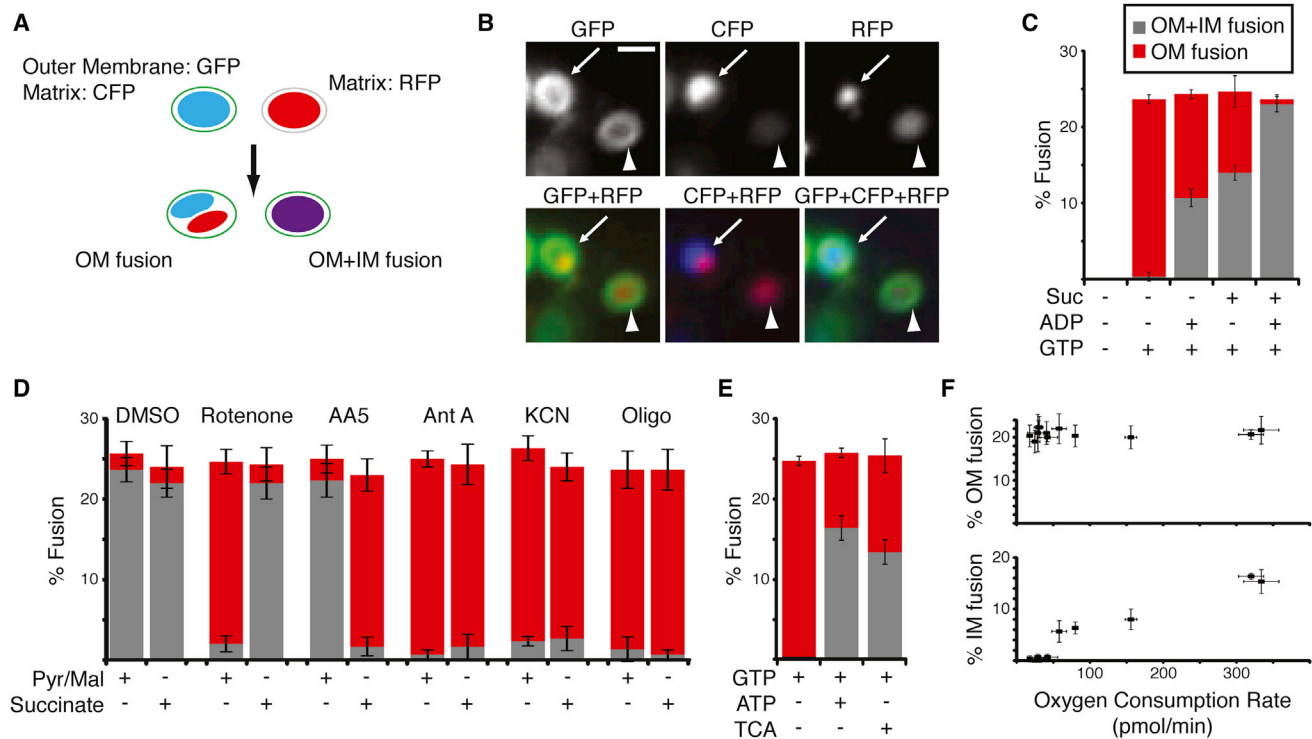 A
Outer Membrane: GFP
Matrix: CFP
Matrix: RFP
OM fusion
OM+IM fusion
B
GFP
CFP
RFP
GFP+RFP
CFP+RFP
GFP+CFP+RFP
C
OM+IM fusion
OM fusion
% Fusion
30
20
10
Suc - - - + +
ADP - - + - +
GTP - + + + +
D
% Fusion
30
20
10
DMSO Rotenone AA5 Ant A KCN Oligo
Pyr/Mal + - + - + - + - + - + -
Succinate - + - + - + - + - + - +
E
% Fusion
30
20
10
GTP + + +
ATP - + -
TCA - - +
F
% OM fusion
20
10
0
% IM fusion
20
10
0
100 200 300
Oxygen Consumption Rate
(pmol/min)